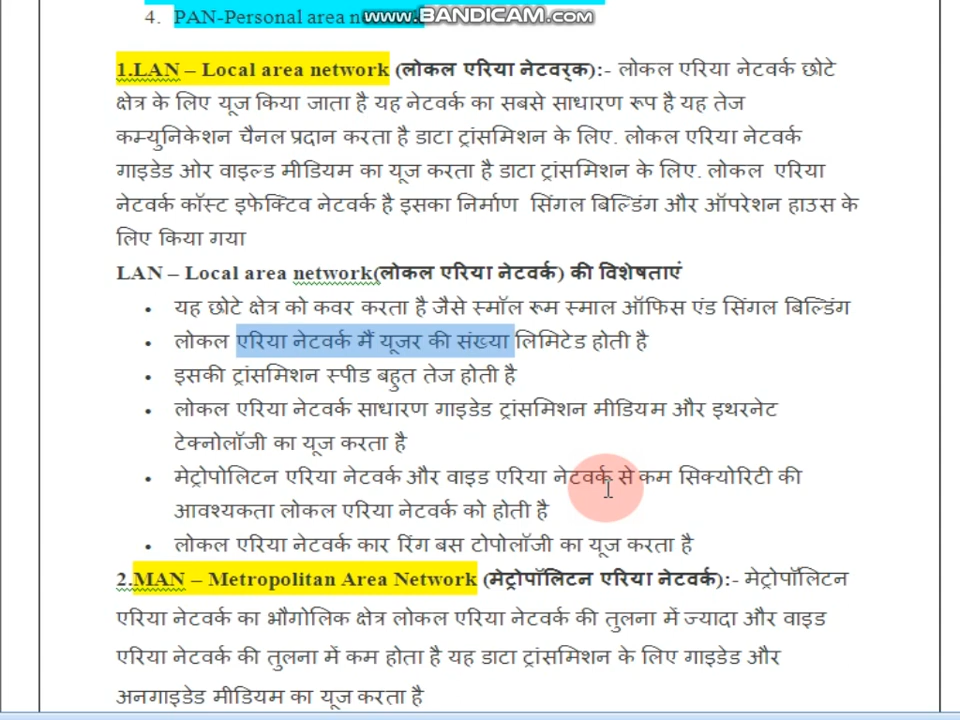 4. PAN-Personal area n
www.BANDICAM.com
1.LAN – Local area network (लोकल एरिया नेटवर्क):- लोकल एरिया नेटवर्क छोटे
क्षेत्र के लिए यूज किया जाता है यह नेटवर्क का सबसे साधारण रूप है यह तेज
कम्युनिकेशन चैनल प्रदान करता है डाटा ट्रांसमिशन के लिए. लोकल एरिया नेटवर्क
गाइडेड ओर वाइल्ड मीडियम का यूज करता है डाटा ट्रांसमिशन के लिए. लोकल एरिया
नेटवर्क कॉस्ट इफेक्टिव नेटवर्क है इसका निर्माण सिंगल बिल्डिंग और ऑपरेशन हाउस के
लिए किया गया
LAN – Local area network(लोकल एरिया नेटवर्क) की विशेषताएं
• यह छोटे क्षेत्र को कवर करता है जैसे स्मॉल रूम स्माल ऑफिस एंड सिंगल बिल्डिंग
• लोकल एरिया नेटवर्क मैं यूजर की संख्या लिमिटेड होती है
• इसकी ट्रांसमिशन स्पीड बहुत तेज होती है
• लोकल एरिया नेटवर्क साधारण गाइडेड ट्रांसमिशन मीडियम और इथरनेट
टेक्नोलॉजी का यूज करता है
• मेट्रोपोलिटन एरिया नेटवर्क और वाइड एरिया नेटवर्क से कम सिक्योरिटी की
आवश्यकता लोकल एरिया नेटवर्क को होती है
• लोकल एरिया नेटवर्क कार रिंग बस टोपोलॉजी का यूज करता है
2.MAN – Metropolitan Area Network (मेट्रोपॉलिटन एरिया नेटवर्क):- मेट्रोपॉलिटन
एरिया नेटवर्क का भौगोलिक क्षेत्र लोकल एरिया नेटवर्क की तुलना में ज्यादा और वाइड
एरिया नेटवर्क की तुलना में कम होता है यह डाटा ट्रांसमिशन के लिए गाइडेड और
अनगाइडेड मीडियम का यूज करता है